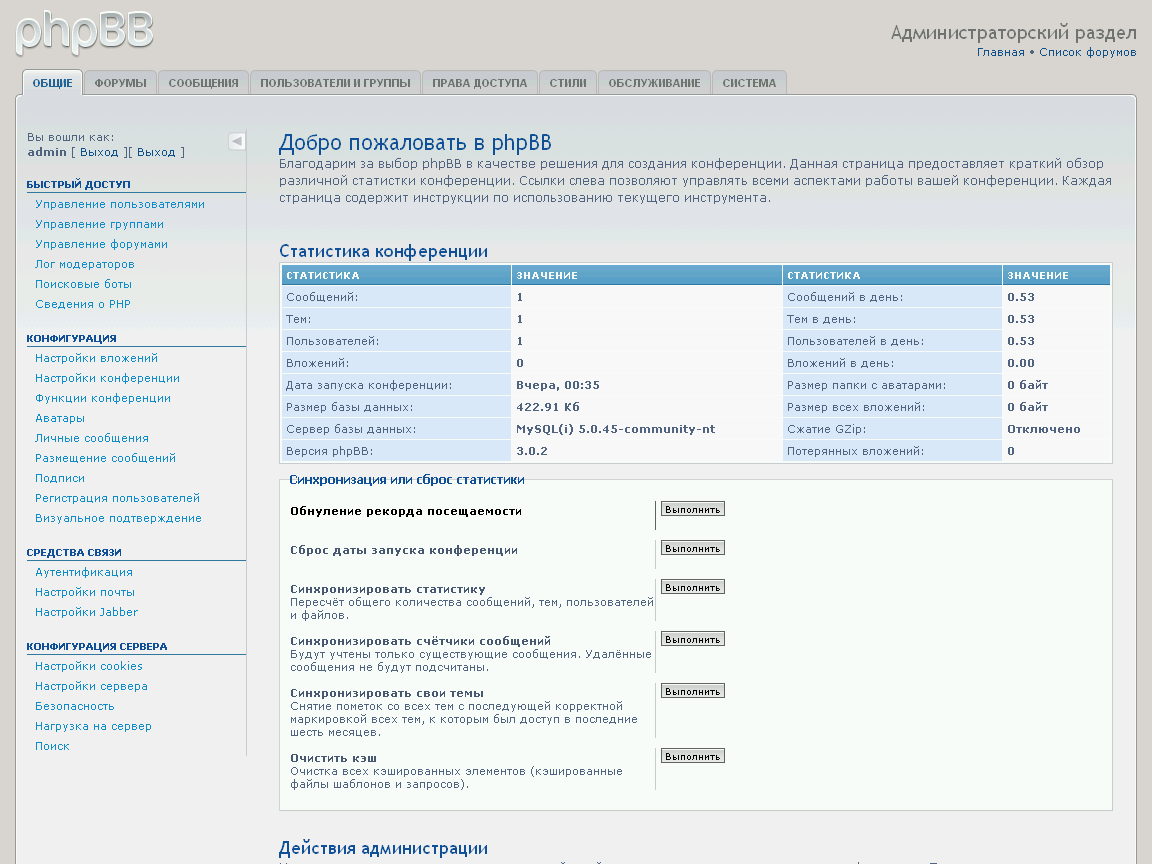 phpBB
Администраторский раздел
Главная • Список форумов
ОБЩИЕ ФОРУМЫ СООБЩЕНИЯ ПОЛЬЗОВАТЕЛИ И ГРУППЫ ПРАВА ДОСТУПА СТИЛИ ОБСЛУЖИВАНИЕ СИСТЕМА
Вы вошли как:
admin [ Выход ][ Выход ]
БЫСТРЫЙ ДОСТУП
Управление пользователями
Управление группами
Управление форумами
Лог модераторов
Поисковые боты
Сведения о PHP
КОНФИГУРАЦИЯ
Настройки вложений
Настройки конференции
Функции конференции
Аватары
Личные сообщения
Размещение сообщений
Подписи
Регистрация пользователей
Визуальное подтверждение
СРЕДСТВА СВЯЗИ
Аутентификация
Настройки почты
Настройки Jabber
КОНФИГУРАЦИЯ СЕРВЕРА
Настройки cookies
Настройки сервера
Безопасность
Нагрузка на сервер
Поиск
Добро пожаловать в phpBB
Благодарим за выбор phpBB в качестве решения для создания конференции. Данная страница предоставляет краткий обзор
различной статистки конференции. Ссылки слева позволяют управлять всеми аспектами работы вашей конференции. Каждая
страница содержит инструкции по использованию текущего инструмента.
Статистика конференции
СТАТИСТИКА ЗНАЧЕНИЕ СТАТИСТИКА ЗНАЧЕНИЕ
Сообщений: 1 Сообщений в день: 0.53
Тем: 1 Тем в день: 0.53
Пользователей: 1 Пользователей в день: 0.53
Вложений: 0 Вложений в день: 0.00
Дата запуска конференции: Вчера, 00:35 Размер папки с аватарами: 0 байт
Размер базы данных: 422.91 Кб Размер всех вложений: 0 байт
Сервер базы данных: MySQL(i) 5.0.45-community-nt Сжатие GZip: Отключено
Версия phpBB: 3.0.2 Потерянных вложений: 0
Синхронизация или сброс статистики
Обнуление рекорда посещаемости Выполнить
Сброс даты запуска конференции Выполнить
Синхронизировать статистику Выполнить
Пересчёт общего количества сообщений, тем, пользователей
и файлов.
Синхронизировать счётчики сообщений Выполнить
Будут учтены только существующие сообщения. Удалённые
сообщения не будут подсчитаны.
Синхронизировать свои темы Выполнить
Снятие пометок со всех тем с последующей корректной
маркировкой всех тем, к которым был доступ в последние
шесть месяцев.
Очистить кэш Выполнить
Очистка всех кэшированных элементов (кэшированные
файлы шаблонов и запросов).
Действия администрации